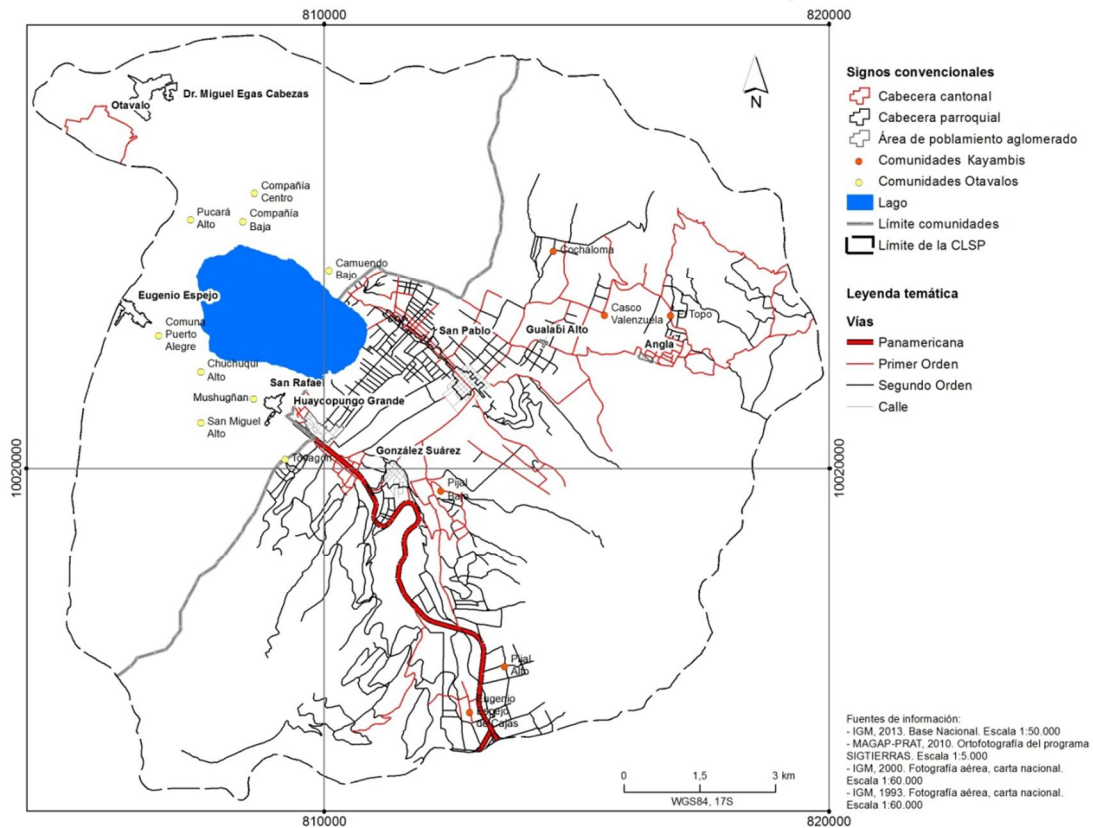 810000
820000
Dr. Miguel Egas Cabezas
Otavalo
Compañía
Centro
Pucará
Alto
Compañía
Baja
Camuendo
Bajo
Cochaloma
Eugenio Espejo
Comuna
Puerto
Alegre
San Pablo
Gualabí Alto
Casco
Valenzuela
El Topo
Angla
Chuchuqui
Alto
San Rafael
Mushugñan
Huaycopungo Grande
San Miguel
Alto
Tocagón
González Suárez
Pijal
Bajo
Pijal
Alto
Eugenio
Espejo
de Cajas
10020000
10020000
810000
820000
N
Signos convencionales
Cabecera cantonal
Cabecera parroquial
Área de poblamiento aglomerado
Comunidades Kayambis
Comunidades Otavalos
Lago
Límite comunidades
Límite de la CLSP
Leyenda temática
Vías
Panamericana
Primer Orden
Segundo Orden
Calle
0 1,5 3 km
WGS84, 17S
Fuentes de información:
- IGM, 2013. Base Nacional. Escala 1:50.000
- MAGAP-PRAT, 2010. Ortofotografía del programa
SIGTIERRAS. Escala 1:5.000
- IGM, 2000. Fotografía aérea, carta nacional.
Escala 1:60.000
- IGM, 1993. Fotografía aérea, carta nacional.
Escala 1:60.000